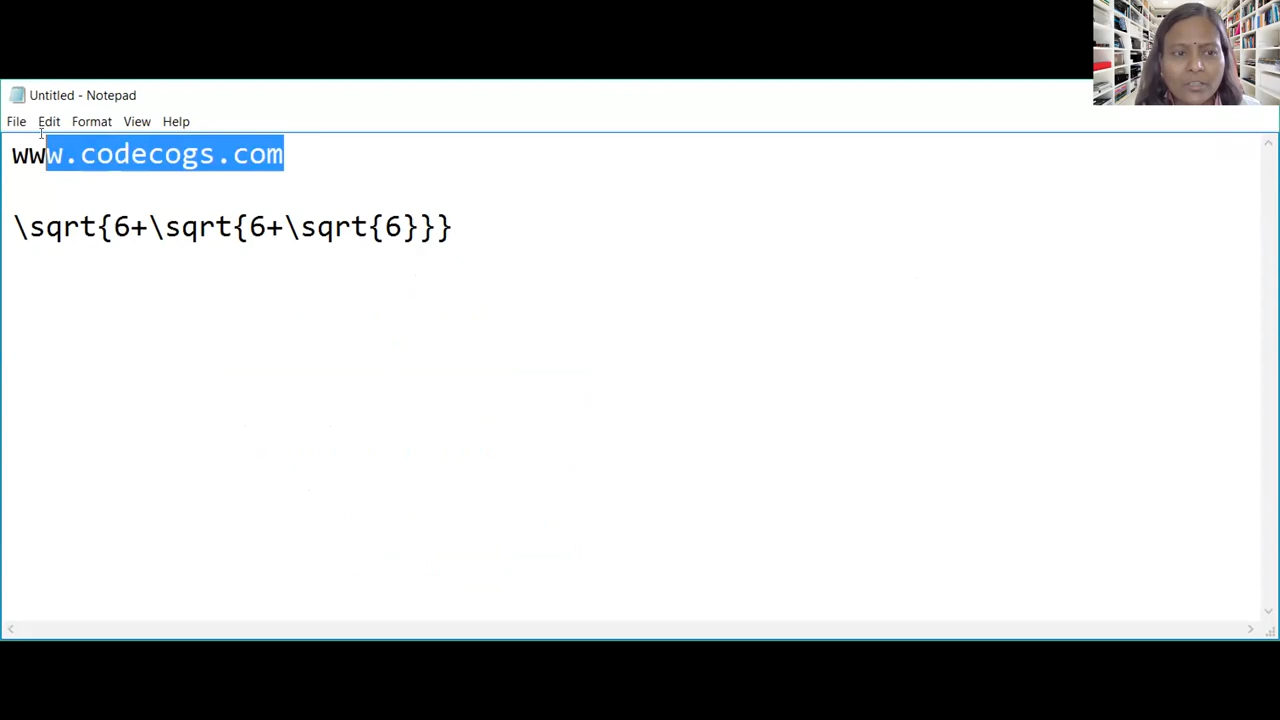 Untitled - Notepad
File Edit Format View Help
www.codecogs.com
\sqrt{6+\sqrt{6+\sqrt{6}}}